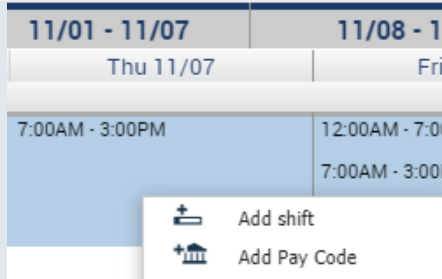 11/01 - 11/07 11/08 - 1
Thu 11/07 Fri
7:00AM - 3:00PM 12:00AM - 7:0
7:00AM - 3:00
Add shift
Add Pay Code